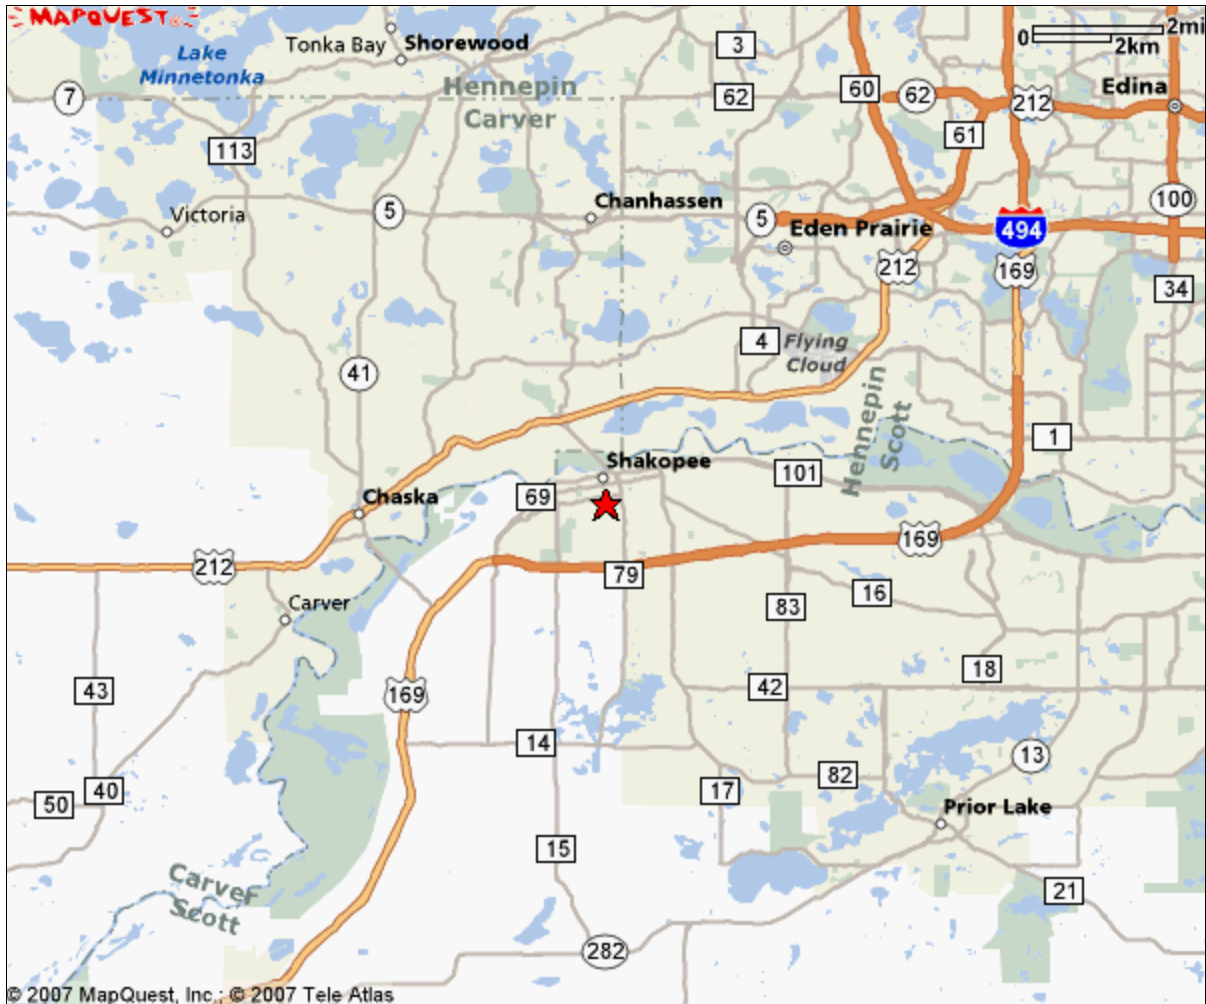 MAPQUEST®
Tonka Bay
Shorewood
3
0
2mi
2km
Lake
Minnetonka
7
Hennepin
Carver
62
60
62
212
Edina
113
61
Victoria
5
Chanhassen
5
Eden Prairie
494
100
212
169
34
4
Flying
Cloud
41
Hennepin
Scott
1
Shakopee
101
69
Chaska
212
169
79
16
83
Carver
18
43
169
42
14
13
50
40
17
82
Prior Lake
15
Carver
Scott
21
282
© 2007 MapQuest, Inc.; © 2007 Tele Atlas